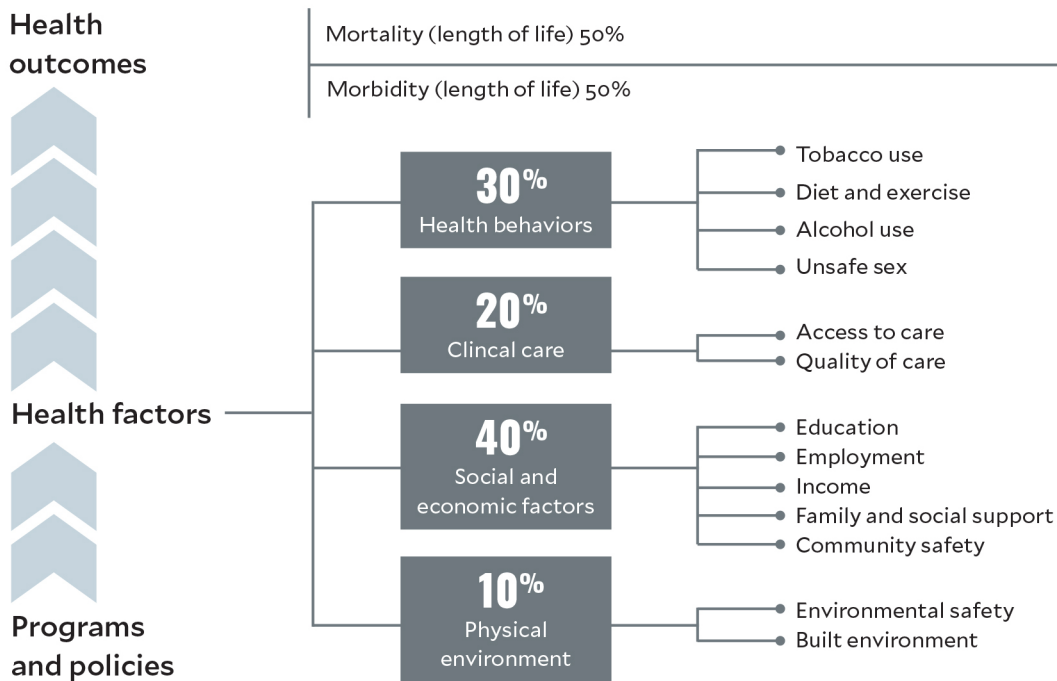 Health
outcomes
Mortality (length of life) 50%
Morbidity (length of life) 50%
30%
Health behaviors
Tobacco use
Diet and exercise
Alcohol use
Unsafe sex
20%
Clincal care
Access to care
Quality of care
Health factors
40%
Social and
economic factors
Education
Employment
Income
Family and social support
Community safety
10%
Physical
environment
Environmental safety
Built environment
Programs
and policies